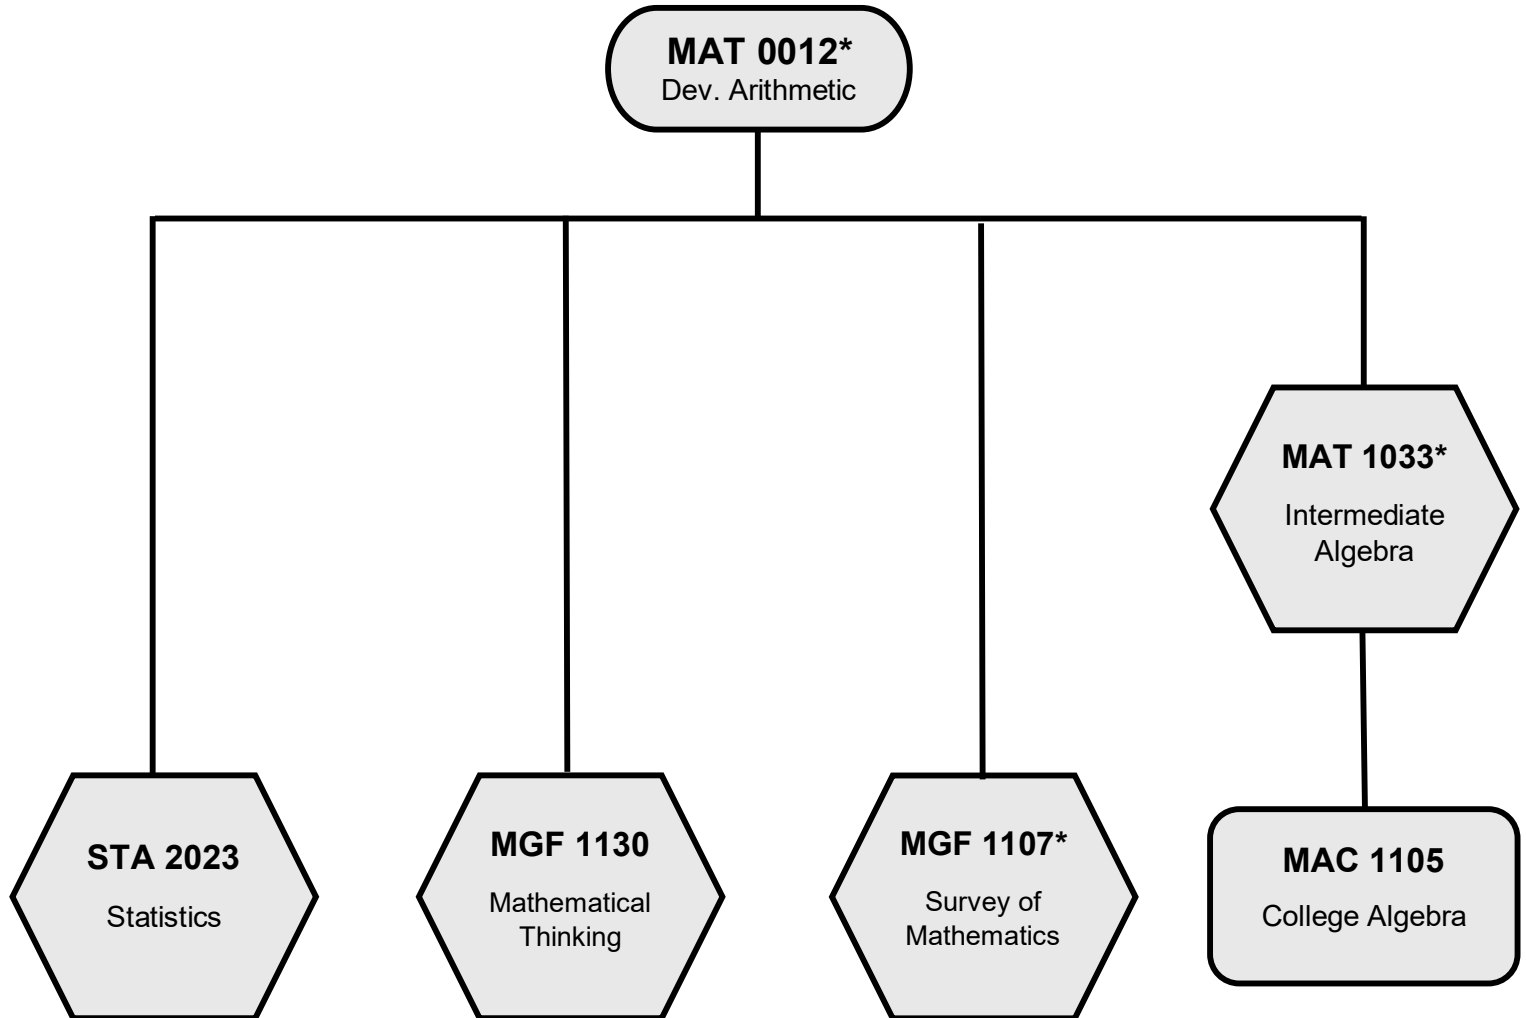 MAT 0012*
Dev. Arithmetic
MAT 1033*
Intermediate
Algebra
STA 2023
Statistics
MGF 1130
Mathematical
Thinking
MGF 1107*
Survey of
Mathematics
MAC 1105
College Algebra